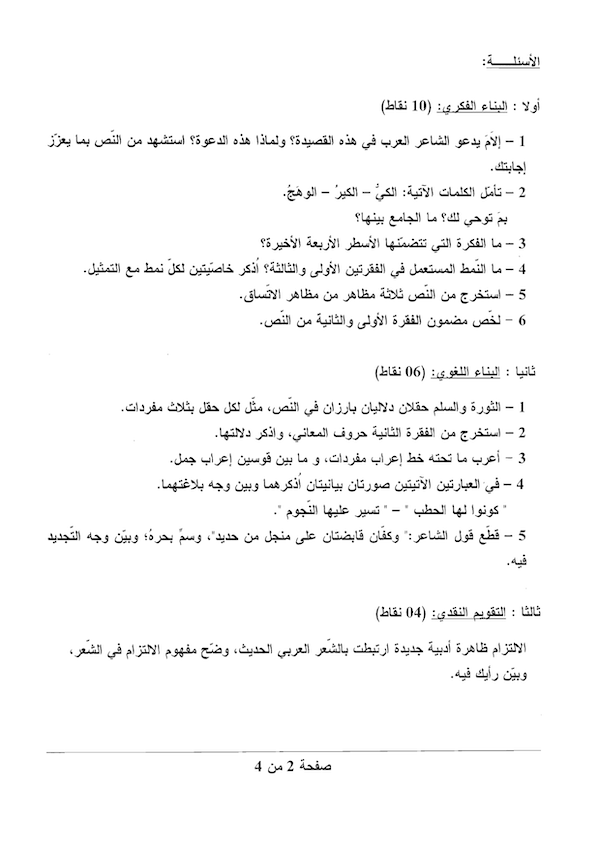 الأسئلـــــة:
أولا : البناء الفكري: (10 نقاط)
1 – إلاَمَ يدعو الشاعر العرب في هذه القصيدة؟ ولماذا هذه الدعوة؟ استشهد من النّص بما يعزّز
إجابتك.
2 – تأمّل الكلمات الآتية: الكيُّ – الكيرُ – الوهَجُ.
بمَ توحي لك؟ ما الجامع بينها؟
3 – ما الفكرة التي تتضمّنها الأسطر الأربعة الأخيرة؟
4 – ما النّمط المستعمل في الفقرتين الأولى والثالثة؟ أذكر خاصّيتين لكلّ نمط مع التمثيل.
5 – استخرج من النّص ثلاثة مظاهر من مظاهر الاتّساق.
6 – لخّص مضمون الفقرة الأولى والثانية من النّص.
ثانيا : البناء اللغوي: (06 نقاط)
1 – الثورة والسلم حقلان دلاليان بارزان في النّص، مثّل لكل حقل بثلاث مفردات.
2 – استخرج من الفقرة الثانية حروف المعاني، واذكر دلالتها.
3 – أعرب ما تحته خط إعراب مفردات، و ما بين قوسين إعراب جمل.
4 – في العبارتين الآتيتين صورتان بيانيتان أذكرهما وبين وجه بلاغتهما.
" كونوا لها الحطب " – " تسير عليها النّجوم ".
5 – قطّع قول الشاعر:" وكفّان قابضتان على منجل من حديد"، وسمِّ بحرهُ؛ وبيّن وجه التّجديد
فيه.
ثالثا : التقويم النقدي: (04 نقاط)
الالتزام ظاهرة أدبية جديدة ارتبطت بالشّعر العربي الحديث، وضّح مفهوم الالتزام في الشّعر،
وبيّن رأيك فيه.
صفحة 2 من 4